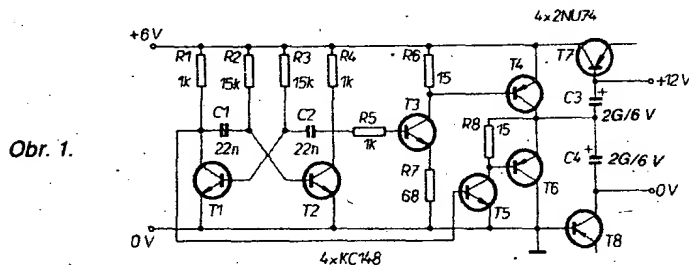 4x2NU74
+6V
R1
1k
R2
15k
R3
15k
R4
1k
R6
15
T4
T7
+12V
C1
22n
C2
22n
R5
1k
T3
R8
15
C3
+
2G/6 V
Obr. 1.
C4
+
2G/6 V
T1
T2
R7
68
T5
T6
0V
0V
T8
4xKC148